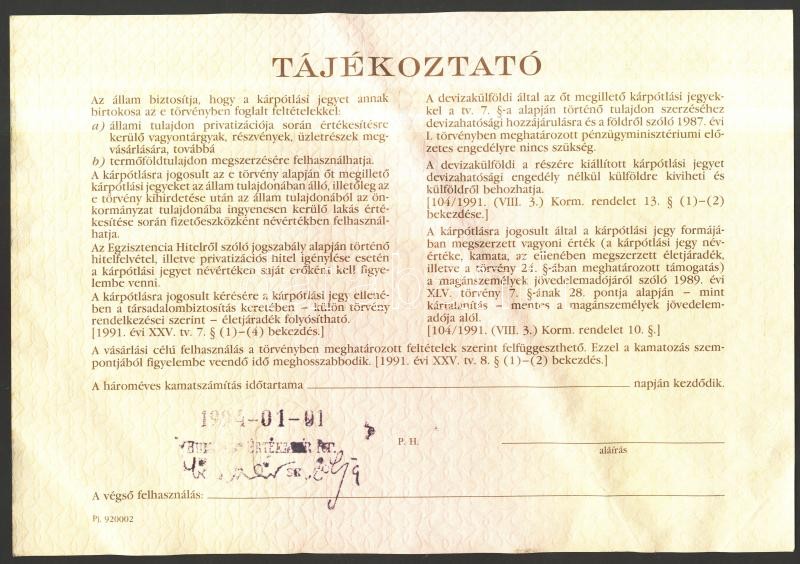 TÁJÉKOZTATÓ
Az állam biztosítja, hogy a kárpótlási jegyet annak
birtokosa az e törvényben foglalt feltételekkel:
a) állami tulajdon privatizációja során értékesítésre
kerülő vagyontárgyak, részvények, üzletrészek meg-
vásárlására, továbbá
b) termőföldtulajdon megszerzésére felhasználhatja.
A kárpótlásra jogosult az e törvény alapján őt megillető
kárpótlási jegyeket az állam tulajdonában álló, illetőleg az
e törvény kihirdetése után az állam tulajdonából az ön-
kormányzat tulajdonába ingyenesen kerülő lakás érté-
kesítése során fizetőeszközként névértékben felhasznál-
hatja.
Az Egzisztencia Hitelről szóló jogszabály alapján történő
hitelfelvétel, illetve privatizációs hitel igénylése esetén
a kárpótlási jegyet névértéken saját erőként kell figye-
lembe venni.
A kárpótlásra jogosult kérésére a kárpótlási jegy ellené-
ben a társadalombiztosítás keretében – külön törvény
rendelkezései szerint – életjáradék folyósítható.
[1991. évi XXV. tv. 7. § (1)–(4) bekezdés.]
A devizakülföldi által az őt megillető kárpótlási jegyek-
kel a tv. 7. §-a alapján történő tulajdon szerzéséhez
devizahatósági hozzájárulásra és a földről szóló 1987. évi
I. törvényben meghatározott pénzügyminisztériumi elő-
zetes engedélyre nincs szükség.
A devizakülföldi a részére kiállított kárpótlási jegyet
devizahatósági engedély nélkül külföldre kiviheti és
külföldről behozhatja.
[104/1991. (VIII. 3.) Korm. rendelet 13. § (1)–(2)
bekezdése.]
A kárpótlásra jogosult által a kárpótlási jegy formájá-
ban megszerzett vagyoni érték (a kárpótlási jegy név-
értéke, kamata, az ellenében megszerzett életjáradék,
illetve a törvény 24. §-ában meghatározott támogatás)
a magánszemélyek jövedelemadójáról szóló 1989. évi
XLV. törvény 7. §-ának 28. pontja alapján – mint
kártalanítás – mentes a magánszemélyek jövedelem-
adója alól.
[104/1991. (VIII. 3.) Korm. rendelet 10. §.]
A vásárlási célú felhasználás a törvényben meghatározott feltételek szerint felfüggeszthető. Ezzel a kamatozás szem-
pontjából figyelembe veendő idő meghosszabbodik. [1991. évi XXV. tv. 8. § (1)–(2) bekezdés.]
A hároméves kamatszámítás időtartama napján kezdődik.
1994-01-01
P. H.
aláírás
A végső felhasználás:
Pj. 920002